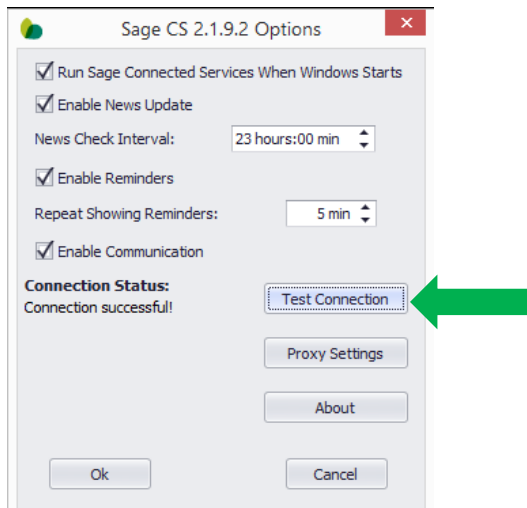 Sage CS 2.1.9.2 Options
Run Sage Connected Services When Windows Starts
Enable News Update
News Check Interval: 23 hours:00 min
Enable Reminders
Repeat Showing Reminders: 5 min
Enable Communication
Connection Status:
Connection successful! Test Connection
Proxy Settings
About
Ok Cancel